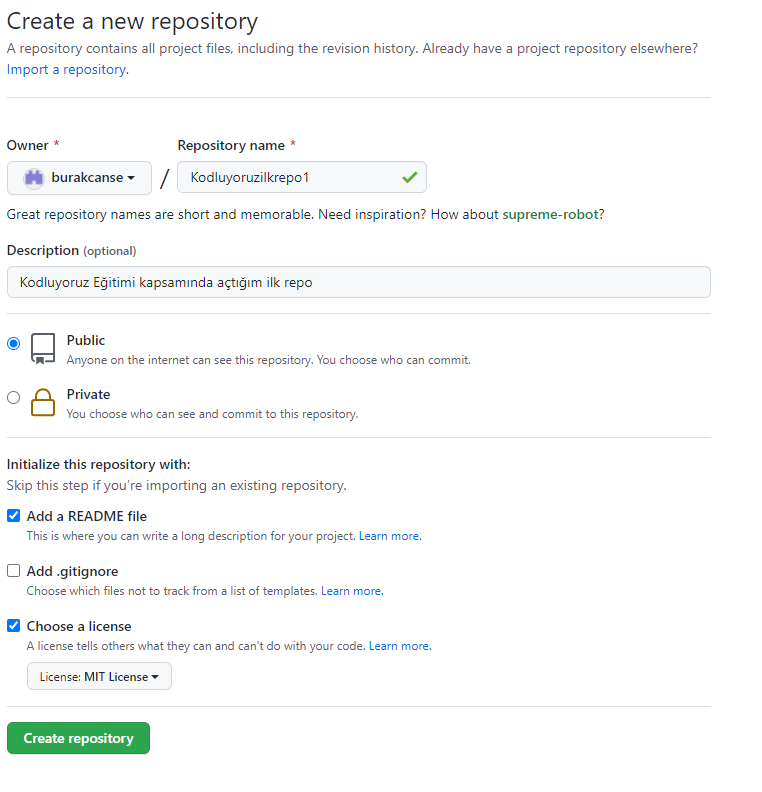 Create a new repository
A repository contains all project files, including the revision history. Already have a project repository elsewhere?
Import a repository.
Owner * Repository name *
burakcanse / Kodluyoruzilkrepo1
Great repository names are short and memorable. Need inspiration? How about supreme-robot?
Description (optional)
Kodluyoruz Eğitimi kapsamında açtığım ilk repo
Public
Anyone on the internet can see this repository. You choose who can commit.
Private
You choose who can see and commit to this repository.
Initialize this repository with:
Skip this step if you're importing an existing repository.
Add a README file
This is where you can write a long description for your project. Learn more.
Add .gitignore
Choose which files not to track from a list of templates. Learn more.
Choose a license
A license tells others what they can and can't do with your code. Learn more.
License: MIT License
Create repository